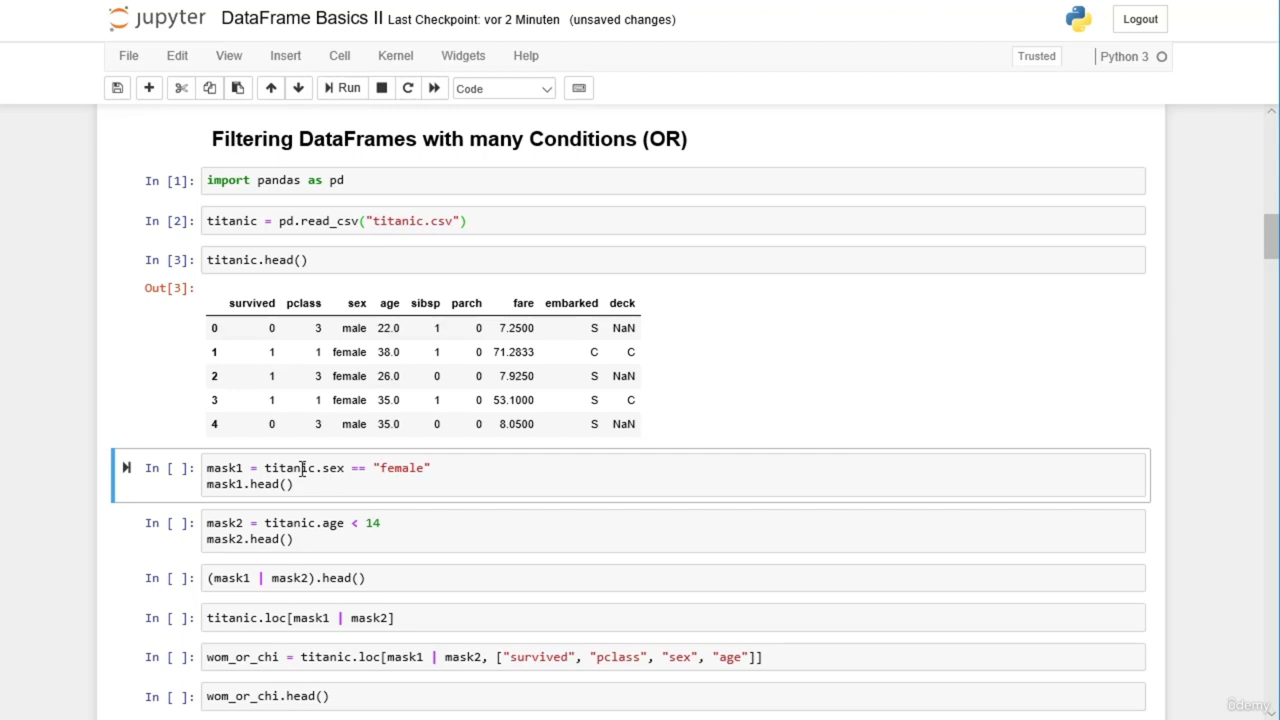 jupyter DataFrame Basics II Last Checkpoint: vor 2 Minuten (unsaved changes) Logout
File Edit View Insert Cell Kernel Widgets Help Trusted Python 3
Run Code
Filtering DataFrames with many Conditions (OR)
In [1]: import pandas as pd
In [2]: titanic = pd.read_csv("titanic.csv")
In [3]: titanic.head()
Out[3]:
survived pclass sex age sibsp parch fare embarked deck
0 0 3 male 22.0 1 0 7.2500 S NaN
1 1 1 female 38.0 1 0 71.2833 C C
2 1 3 female 26.0 0 0 7.9250 S NaN
3 1 1 female 35.0 1 0 53.1000 S C
4 0 3 male 35.0 0 0 8.0500 S NaN
In [ ]: mask1 = titanic.sex == "female"
mask1.head()
In [ ]: mask2 = titanic.age < 14
mask2.head()
In [ ]: (mask1 | mask2).head()
In [ ]: titanic.loc[mask1 | mask2]
In [ ]: wom_or_chi = titanic.loc[mask1 | mask2, ["survived", "pclass", "sex", "age"]]
In [ ]: wom_or_chi.head()
Udemy